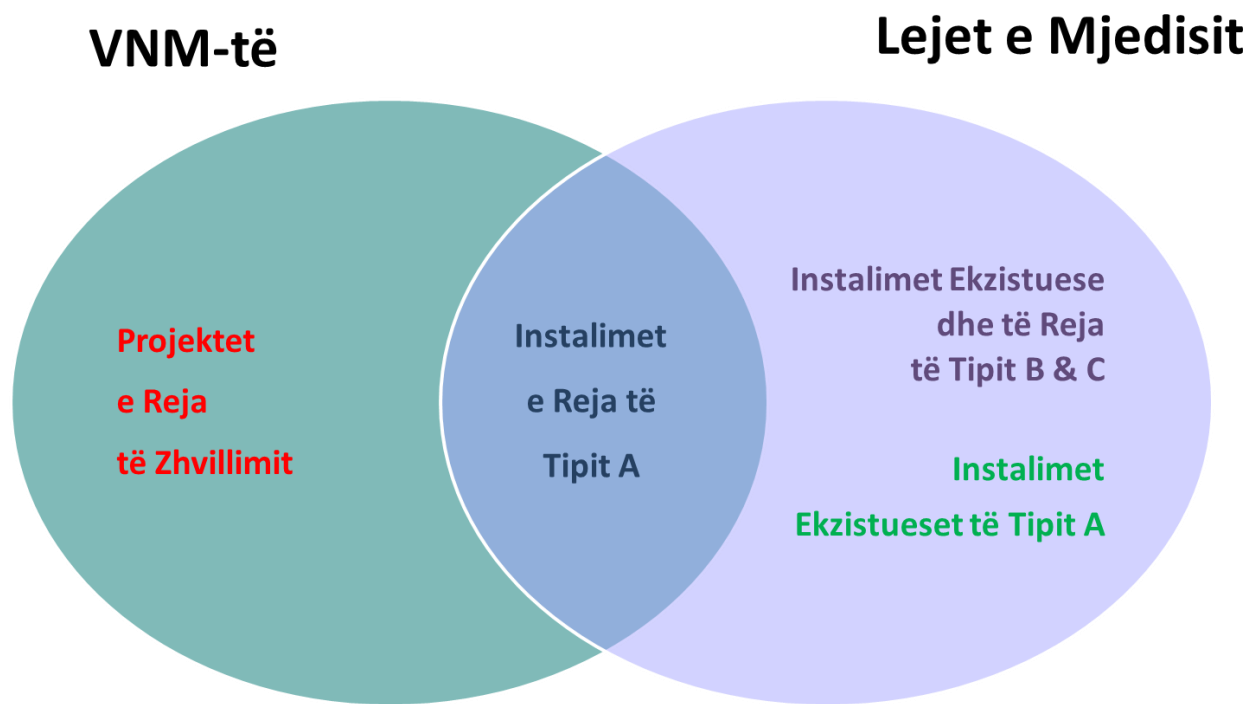 VNM-të
Lejet e Mjedisit
Projektet
e Reja
të Zhvillimit
Instalimet
e Reja të
Tipit A
Instalimet Ekzistuese
dhe të Reja
të Tipit B & C
Instalimet
Ekzistueset të Tipit A